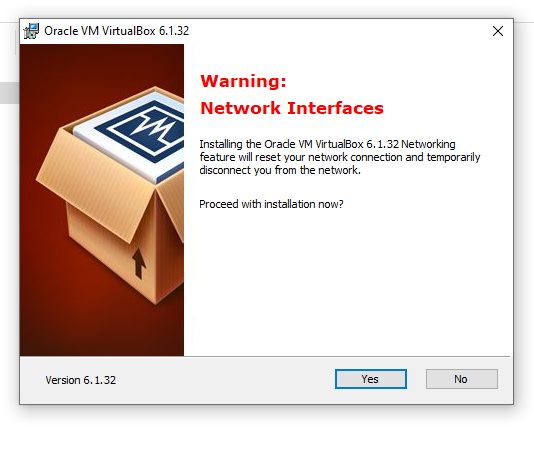 Oracle VM VirtualBox 6.1.32
Warning:
Network Interfaces
Installing the Oracle VM VirtualBox 6.1.32 Networking
feature will reset your network connection and temporarily
disconnect you from the network.
Proceed with installation now?
Version 6.1.32
Yes
No